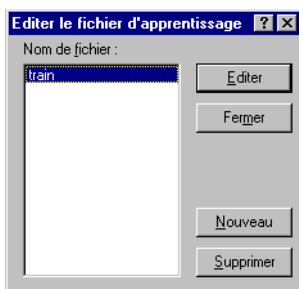 Editer le fichier d'apprentissage
Nom de fichier :
train
Editer
Fermer
Nouveau
Supprimer